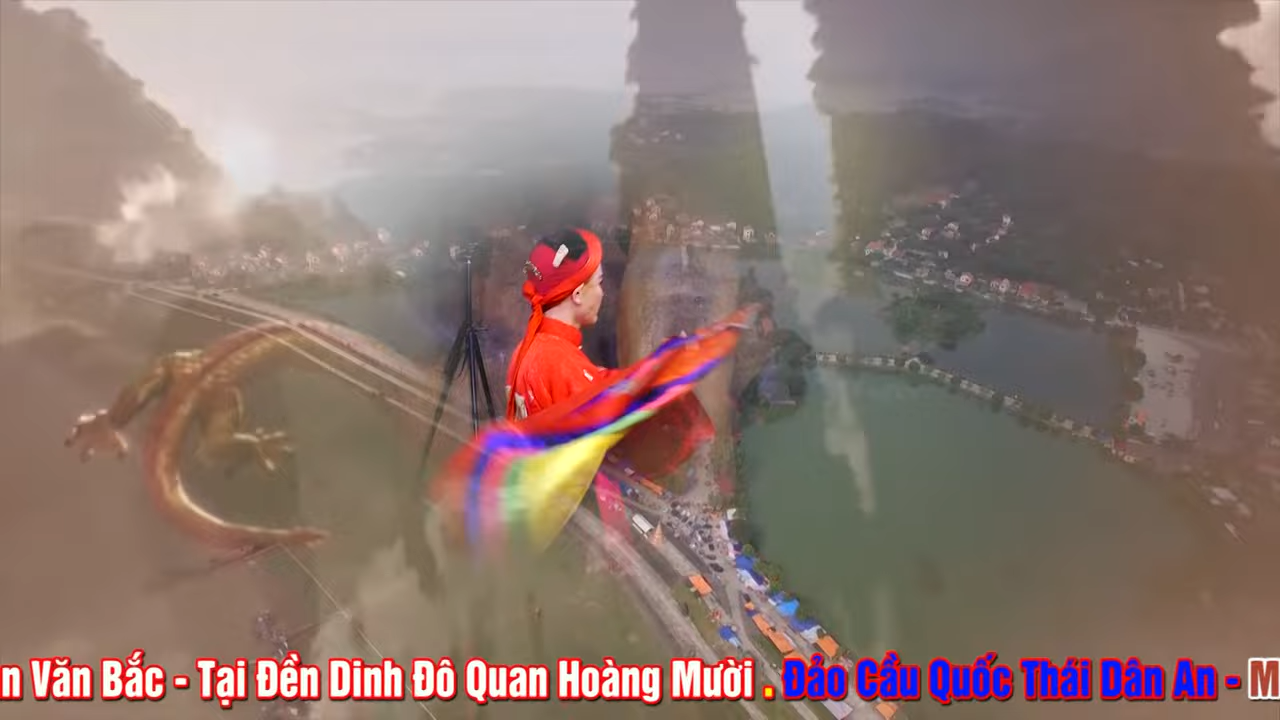 n Văn Bắc - Tại Đền Dinh Đô Quan Hoàng Mười . Đảo Cầu Quốc Thái Dân An - M